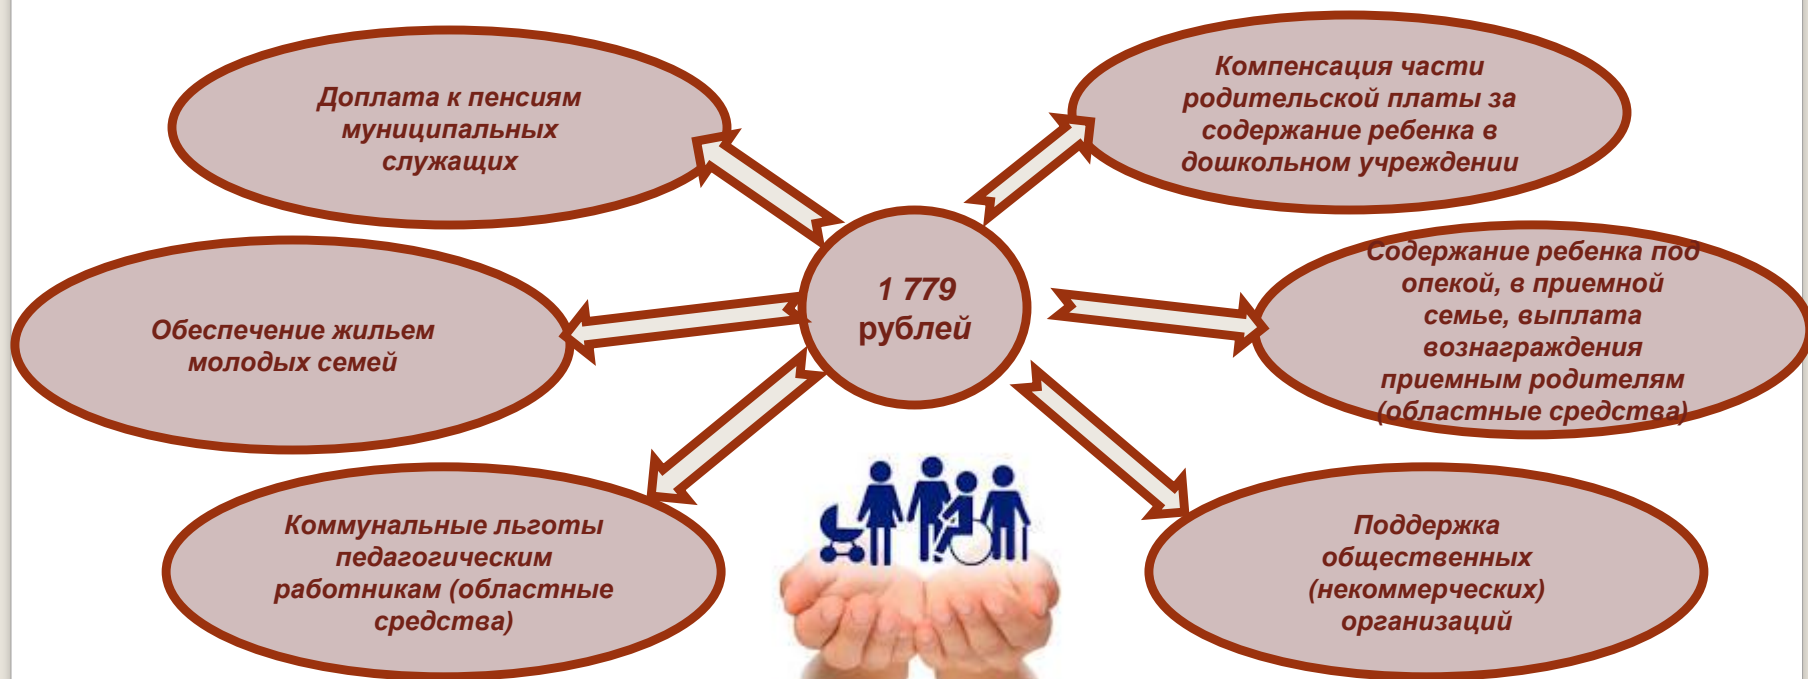 Доплата к пенсиям
муниципальных
служащих
Компенсация части
родительской платы за
содержание ребенка в
дошкольном учреждении
Обеспечение жильем
молодых семей
1 779
рублей
Содержание ребенка под
опекой, в приемной
семье, выплата
вознаграждения
приемным родителям
(областные средства)
Коммунальные льготы
педагогическим
работникам (областные
средства)
Поддержка
общественных
(некоммерческих)
организаций